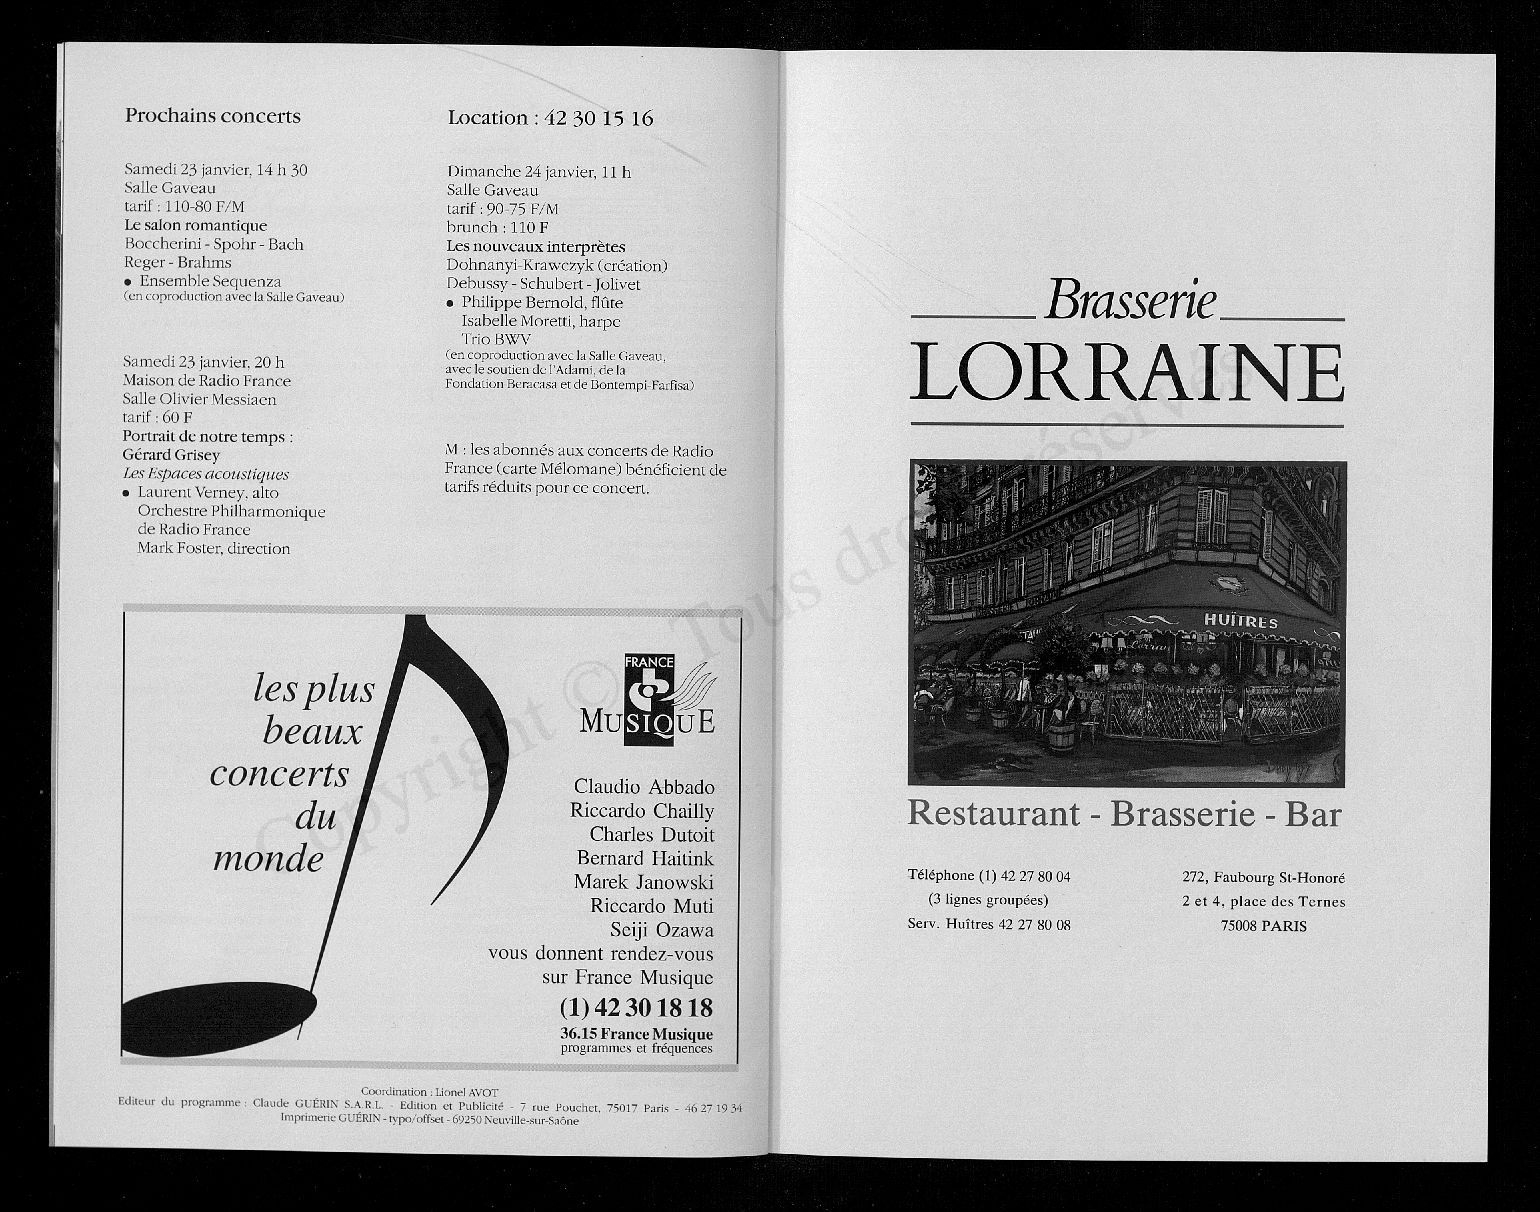 Prochains concerts
Samedi 23 janvier, 14 h 30
Salle Gaveau
tarif : 110-80 F/M
Le salon romantique
Boccherini - Spohr - Bach
Reger - Brahms
• Ensemble Sequenza
(en coproduction avec la Salle Gaveau)
Samedi 23 janvier, 20 h
Maison de Radio France
Salle Olivier Messiaen
tarif : 60 F
Portrait de notre temps :
Gérard Grisey
Les Espaces acoustiques
• Laurent Verney, alto
Orchestre Philharmonique
de Radio France
Mark Foster, direction
Location : 42 30 15 16
Dimanche 24 janvier, 11 h
Salle Gaveau
tarif : 90-75 F/M
brunch : 110 F
Les nouveaux interprètes
Dohnanyi-Krawczyk (création)
Debussy - Schubert - Jolivet
• Philippe Bernold, flûte
Isabelle Moretti, harpe
Trio BWV
(en coproduction avec la Salle Gaveau,
avec le soutien de l'Adami, de la
Fondation Beracasa et de Bontempi-Farfisa)
M : les abonnés aux concerts de Radio
France (carte Mélomane) bénéficient de
tarifs réduits pour ce concert.
les plus
beaux
concerts
du
monde
FRANCE
MUSIQUE
Claudio Abbado
Riccardo Chailly
Charles Dutoit
Bernard Haitink
Marek Janowski
Riccardo Muti
Seiji Ozawa
vous donnent rendez-vous
sur France Musique
(1) 42 30 18 18
36.15 France Musique
programmes et fréquences
Coordination : Lionel AVOT
Editeur du programme : Claude GUÉRIN S.A.R.L. - Edition et Publicité - 7 rue Pouchet, 75017 Paris - 46 27 19 34
Imprimerie GUÉRIN - typo/offset - 69250 Neuville-sur-Saône
Brasserie
LORRAINE
HUÎTRES
Restaurant - Brasserie - Bar
Téléphone (1) 42 27 80 04
(3 lignes groupées)
Serv. Huîtres 42 27 80 08
272, Faubourg St-Honoré
2 et 4, place des Ternes
75008 PARIS
Copyright © Tous droits réservés